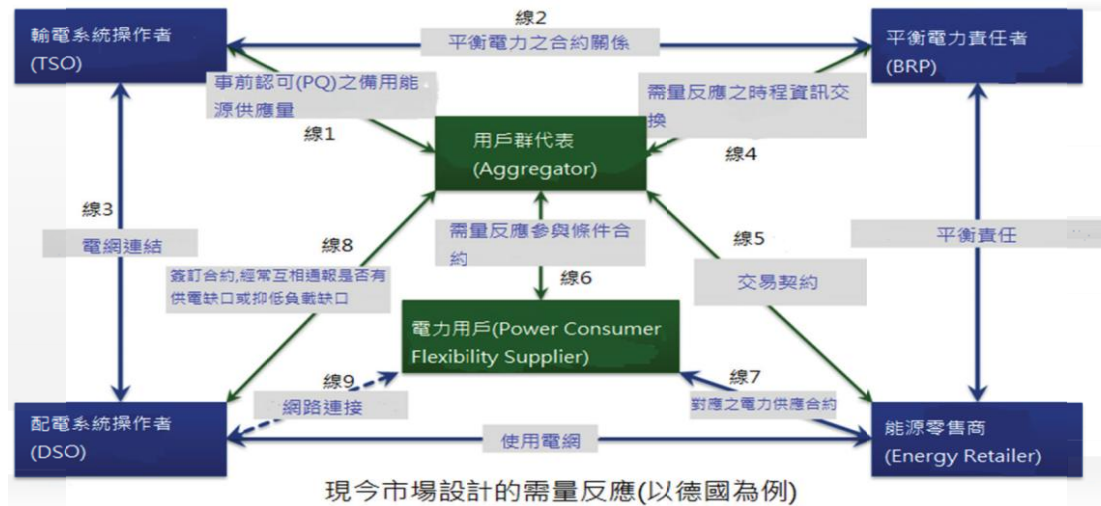 線2
輸電系統操作者
(TSO)
平衡電力之合約關係
平衡電力責任者
(BRP)
事前認可(PQ)之備用能
源供應量
線1
需量反應之時程資訊交
換
線4
用戶群代表
(Aggregator)
線3
電網連結
線8
簽訂合約,經常互相通報是否有
供電缺口或抑低負載缺口
需量反應參與條件合
約
線6
線5
交易契約
平衡責任
電力用戶(Power Consumer
Flexibility Supplier)
線9
網路連接
線7
對應之電力供應合約
配電系統操作者
(DSO)
使用電網
能源零售商
(Energy Retailer)
現今市場設計的需量反應(以德國為例)